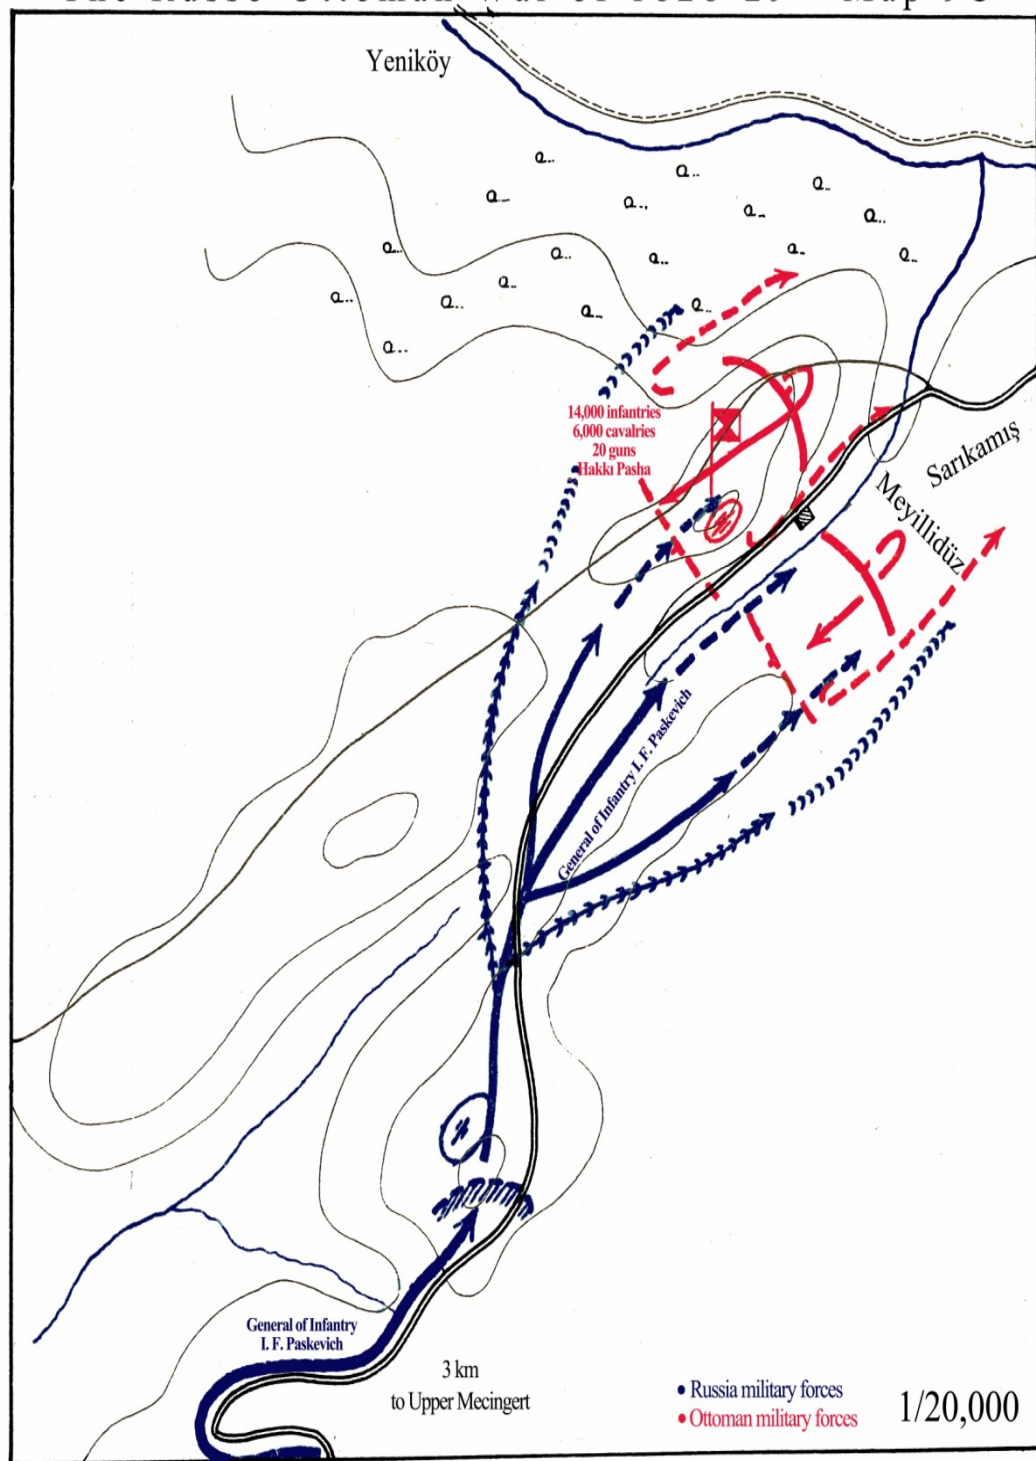 Yeniköy
14,000 infantries
6,000 cavalries
20 guns
Hakkı Pasha
Sarıkamış
Meyillidüz
General of Infantry I. F. Paskevich
General of Infantry
I. F. Paskevich
3 km
to Upper Mecingert
• Russia military forces
• Ottoman military forces
1/20,000